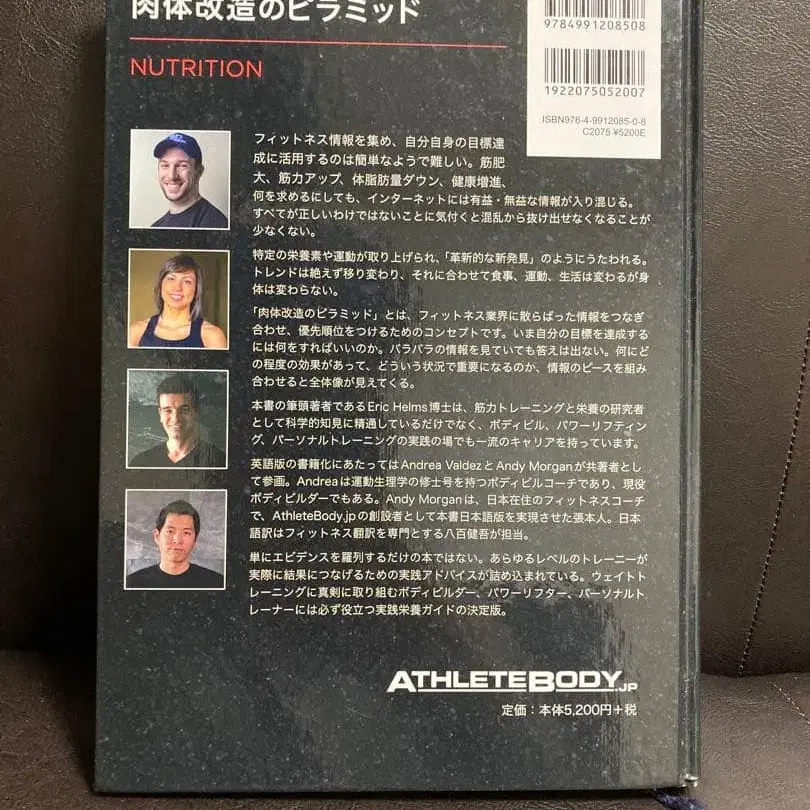 肉体改造のピラミッド
NUTRITION
9784991208508
1922075052007
ISBN978-4-9912085-0-8
C2075 ¥5200E
フィットネス情報を集め、自分自身の目標達
成に活用するのは簡単なようで難しい。筋肥
大、筋力アップ、体脂肪量ダウン、健康増進、
何を求めるにしても、インターネットには有益・無益な情報が入り混じる。
すべてが正しいわけではないことに気付くと混乱から抜け出せなくなることが
少なくない。
特定の栄養素や運動が取り上げられ、「革新的な新発見」のようにうたわれる。
トレンドは絶えず移り変わり、それに合わせて食事、運動、生活は変わるが身
体は変わらない。
「肉体改造のピラミッド」とは、フィットネス業界に散らばった情報をつなぎ
合わせ、優先順位をつけるためのコンセプトです。いま自分の目標を達成する
には何をすればいいのか。バラバラの情報を見ていても答えは出ない。何にど
の程度の効果があって、どういう状況で重要になるのか、情報のピースを組み
合わせると全体像が見えてくる。
本書の筆頭著者であるEric Helms博士は、筋力トレーニングと栄養の研究者
として科学的知見に精通しているだけでなく、ボディビル、パワーリフティン
グ、パーソナルトレーニングの実践の場でも一流のキャリアを持っています。
英語版の書籍化にあたってはAndrea ValdezとAndy Morganが共著者とし
て参画。Andreaは運動生理学の修士号を持つボディビルコーチであり、現役
ボディビルダーでもある。Andy Morganは、日本在住のフィットネスコーチ
で、AthleteBody.jpの創設者として本書日本語版を実現させた張本人。日本
語訳はフィットネス翻訳を専門とする八百健吾が担当。
単にエビデンスを羅列するだけの本ではない。あらゆるレベルのトレーニーが
実際に結果につなげるための実践アドバイスが詰め込まれている。ウェイトト
レーニングに真剣に取り組むボディビルダー、パワーリフター、パーソナルト
レーナーには必ず役立つ実践栄養ガイドの決定版。
ATHLETEBODY.JP
定価：本体5,200円+税